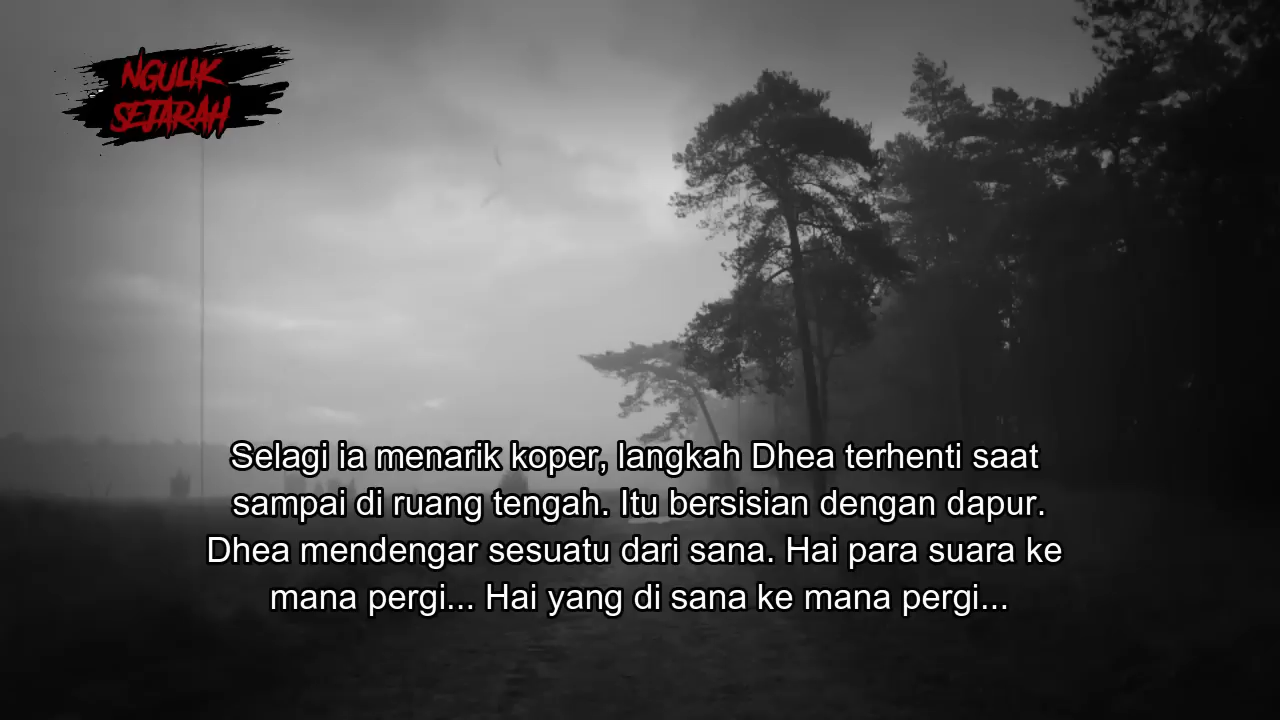 NGULIK
SEJARAH
Selagi ia menarik koper, langkah Dhea terhenti saat
sampai di ruang tengah. Itu bersisian dengan dapur.
Dhea mendengar sesuatu dari sana. Hai para suara ke
mana pergi... Hai yang di sana ke mana pergi...